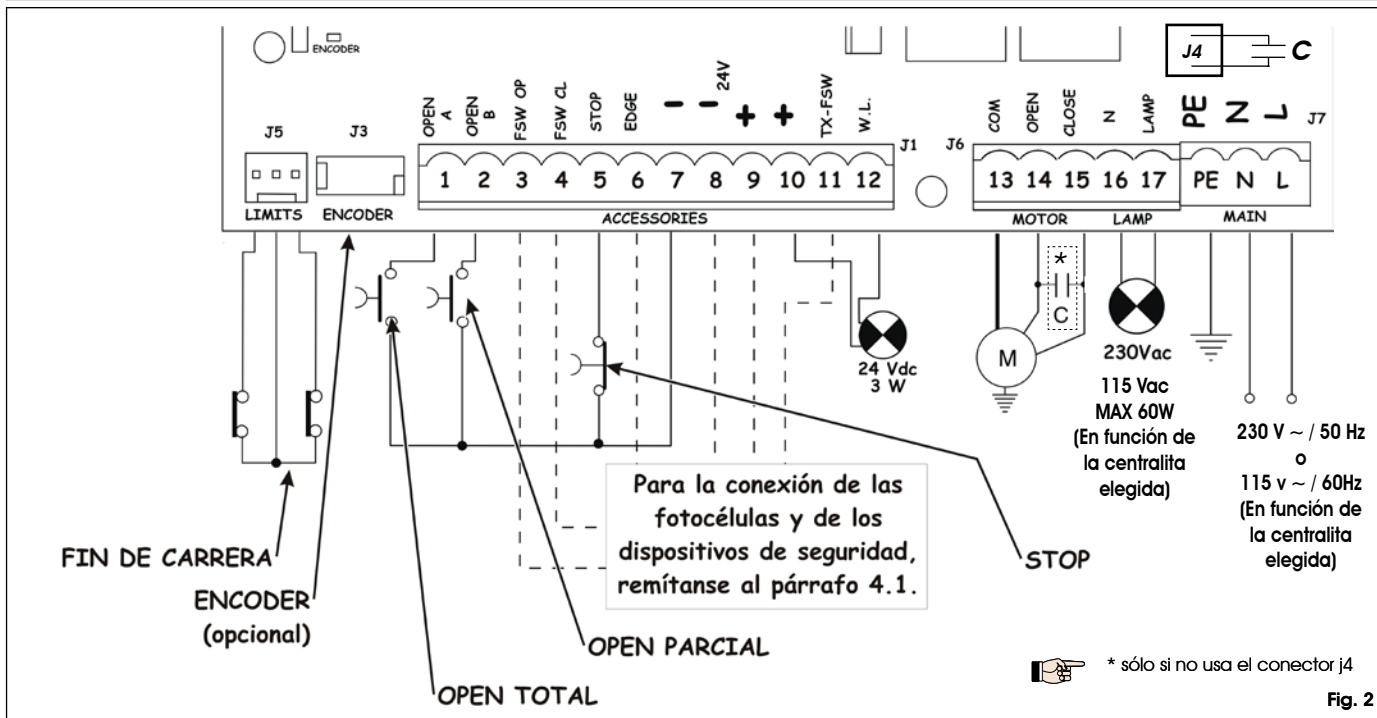 J4
C
ENCODER
OPEN A
OPEN B
FSW OP
FSW CL
STOP
EDGE
–
–
24V
+
+
TX-FSW
W.L.
COM
OPEN
CLOSE
N
LAMP
PE
N
L
J5
J3
J1
J6
J7
1 2 3 4 5 6 7 8 9 10 11 12
13 14 15 16 17 PE N L
LIMITS
ENCODER
ACCESSORIES
MOTOR
LAMP
MAIN
*
C
M
24 Vdc
3 W
230Vac
115 Vac
MAX 60W
(En función de
la centralita
elegida)
230 V ~ / 50 Hz
o
115 v ~ / 60Hz
(En función de
la centralita
elegida)
Para la conexión de las
fotocélulas y de los
dispositivos de seguridad,
remítanse al párrafo 4.1.
FIN DE CARRERA
ENCODER
(opcional)
STOP
OPEN PARCIAL
OPEN TOTAL
* sólo si no usa el conector j4
Fig. 2